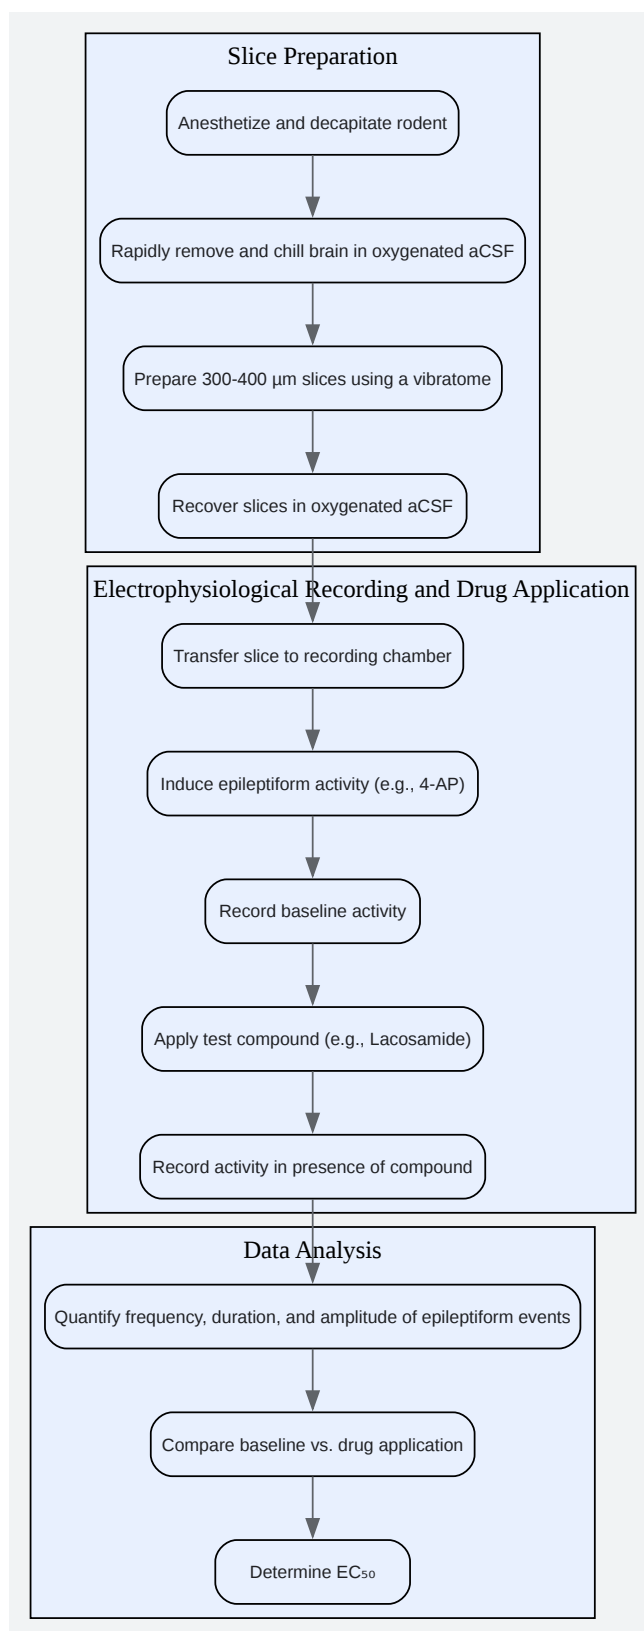 Slice Preparation
Anesthetize and decapitate rodent
Rapidly remove and chill brain in oxygenated aCSF
Prepare 300-400 µm slices using a vibratome
Recover slices in oxygenated aCSF
Electrophysiological Recording and Drug Application
Transfer slice to recording chamber
Induce epileptiform activity (e.g., 4-AP)
Record baseline activity
Apply test compound (e.g., Lacosamide)
Record activity in presence of compound
Data Analysis
Quantify frequency, duration, and amplitude of epileptiform events
Compare baseline vs. drug application
Determine EC₅₀